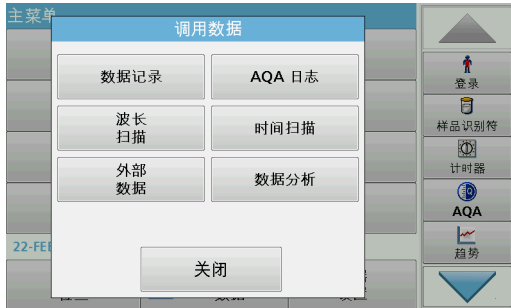 主菜单
调用数据
数据记录
AQA 日志
波长
扫描
时间扫描
外部
数据
数据分析
关闭
22-FEB
登录
样品识别符
计时器
AQA
趋势